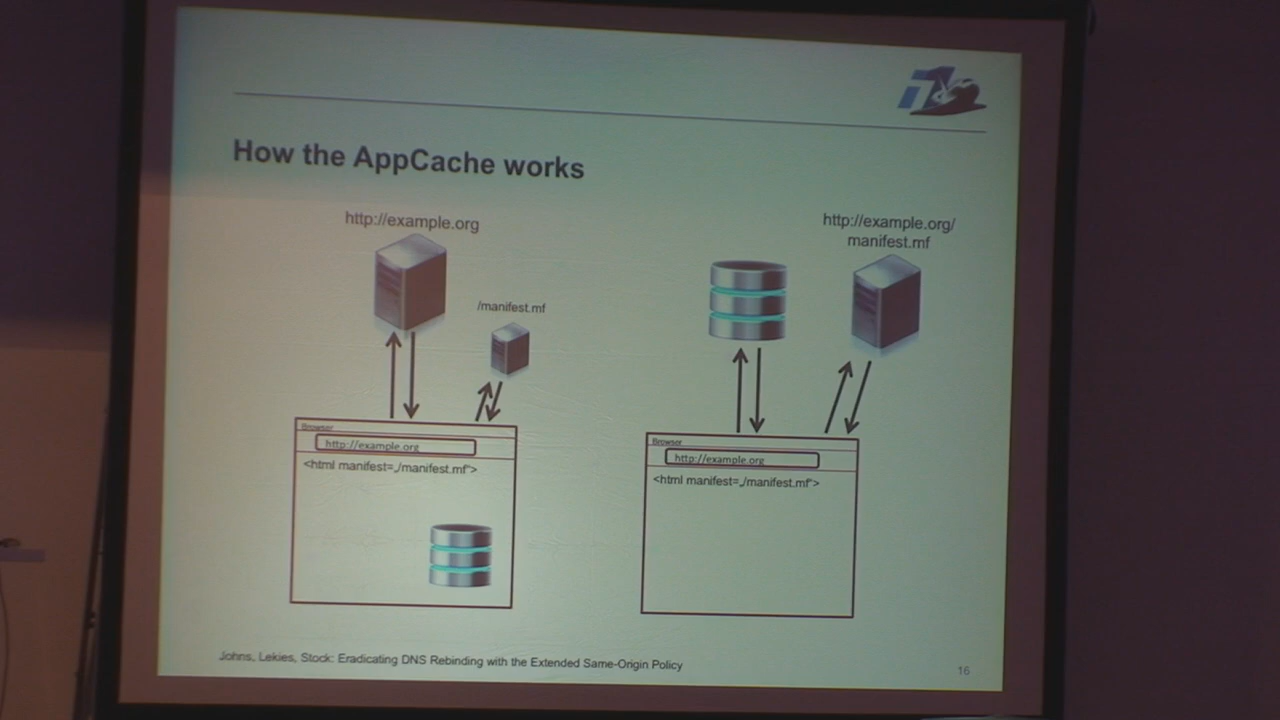 How the AppCache works
http://example.org
/manifest.mf
Browser
http://example.org
<html manifest=„/manifest.mf“>
http://example.org/
manifest.mf
Browser
http://example.org
<html manifest=„/manifest.mf“>
Johns, Lekies, Stock: Eradicating DNS Rebinding with the Extended Same-Origin Policy
16